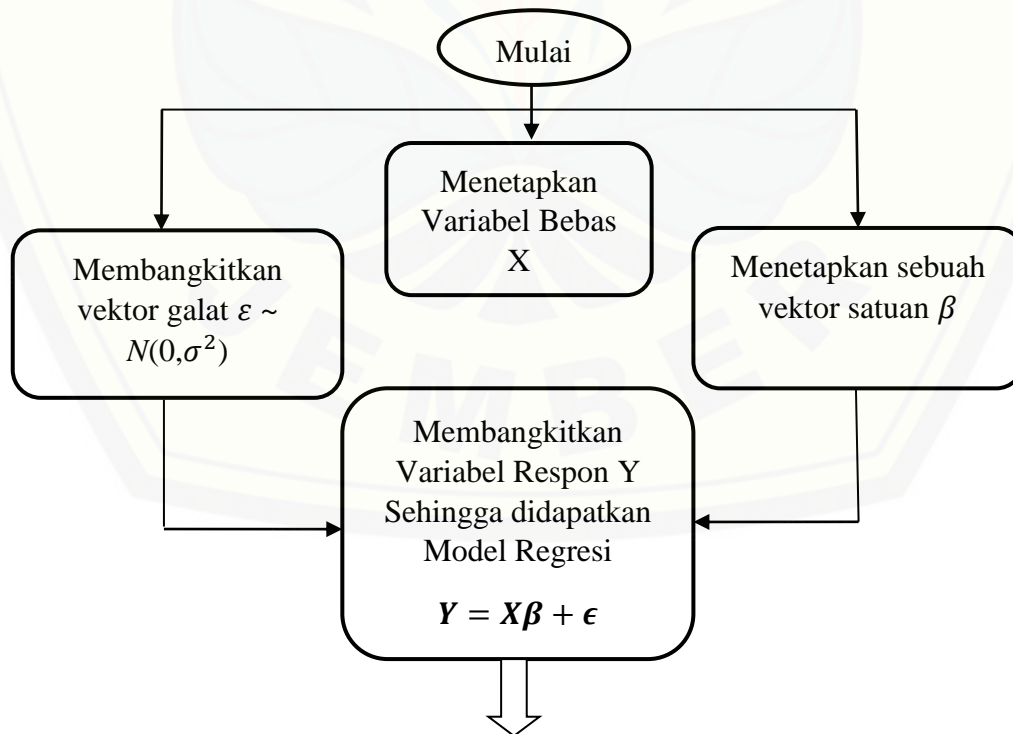 Mulai
Menetapkan
Variabel Bebas
X
Membangkitkan
vektor galat 𝜀 ~
N(0,𝜎²)
Menetapkan sebuah
vektor satuan 𝛽
Membangkitkan
Variabel Respon Y
Sehingga didapatkan
Model Regresi
𝒀 = 𝑿𝜷 + 𝝐
JEMBER